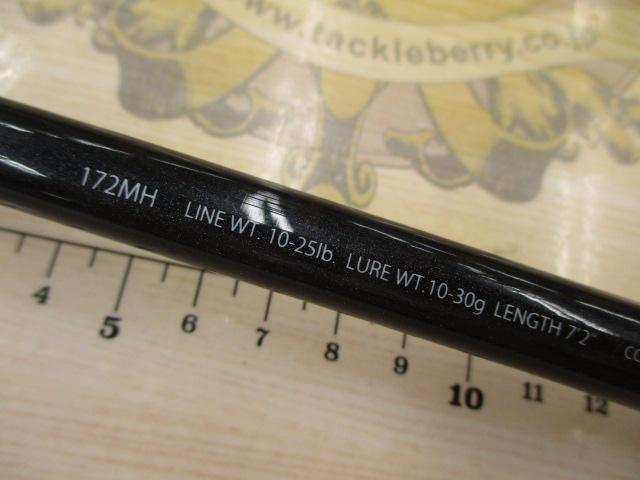 www.tackleberry.co.jp
172MH LINE WT. 10-25lb. LURE WT. 10-30g LENGTH 7'2"
4 5 6 7 8 9 10 11 12